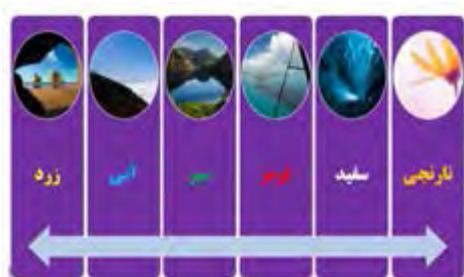 نارنجی
سفید
قرمز
سبز
آبی
زرد